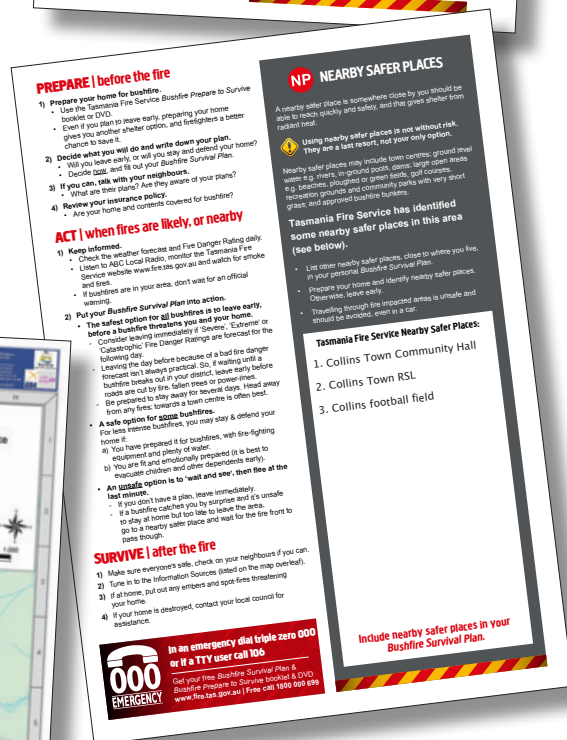 PREPARE | before the fire
1) Prepare your home for bushfire.
• Use the Tasmania Fire Service Bushfire Prepare to Survive
booklet or DVD.
• Even if you plan to leave early, preparing your home
gives you another shelter option, and firefighters a better
chance to save it.
2) Decide what you will do and write down your plan.
• Will you leave early, or will you stay and defend your home?
• Decide now, and fill out your Bushfire Survival Plan.
3) If you can, talk with your neighbours.
• What are their plans? Are they aware of your plans?
4) Review your insurance policy.
• Are your home and contents covered for bushfire?
ACT | when fires are likely, or nearby
1) Keep informed.
• Check the weather forecast and Fire Danger Rating daily.
• Listen to ABC Local Radio, monitor the Tasmania Fire
Service website www.fire.tas.gov.au and watch for smoke
and fires.
• If bushfires are in your area, don't wait for an official
warning.
2) Put your Bushfire Survival Plan into action.
• The safest option for all bushfires is to leave early,
before a bushfire threatens you and your home.
- Consider leaving immediately if 'Severe', 'Extreme' or
'Catastrophic' Fire Danger Ratings are forecast for the
following day.
- Leaving the day before because of a bad fire danger
forecast isn't always practical. So, if waiting until a
bushfire breaks out in your district, leave early before
roads are cut by fire, fallen trees or power-lines.
- Be prepared to stay away for several days. Head away
from any fires: towards a town centre is often best.
• A safe option for some bushfires.
For less intense bushfires, you may stay & defend your
home if:
a) You have prepared it for bushfires, with fire-fighting
equipment and plenty of water.
b) You are fit and emotionally prepared (it is best to
evacuate children and other dependents early).
• An unsafe option is to 'wait and see', then flee at the
last minute.
- If you don't have a plan, leave immediately.
- If a bushfire catches you by surprise and it's unsafe
to stay at home but too late to leave the area,
go to a nearby safer place and wait for the fire front to
pass though.
SURVIVE | after the fire
1) Make sure everyone's safe, check on your neighbours if you can.
2) Tune in to the Information Sources (listed on the map overleaf).
3) If at home, put out any embers and spot-fires threatening
your home.
4) If your home is destroyed, contact your local council for
assistance.
000
EMERGENCY
In an emergency dial triple zero 000
or if a TTY user call 106
Get your free Bushfire Survival Plan &
Bushfire Prepare to Survive booklet & DVD
www.fire.tas.gov.au | Free call 1800 000 699
NP NEARBY SAFER PLACES
A nearby safer place is somewhere close by you should be
able to reach quickly and safely, and that gives shelter from
radiant heat.
Using nearby safer places is not without risk.
They are a last resort, not your only option.
Nearby safer places may include town centres; ground level
water e.g. rivers, in-ground pools, dams; large open areas
e.g. beaches, ploughed or green fields, golf courses,
recreation grounds and community parks with very short
grass; and approved bushfire bunkers.
Tasmania Fire Service has identified
some nearby safer places in this area
(see below).
• List other nearby safer places, close to where you live,
in your personal Bushfire Survival Plan.
• Prepare your home and identify nearby safer places.
Otherwise, leave early.
• Travelling through fire impacted areas is unsafe and
should be avoided, even in a car.
Tasmania Fire Service Nearby Safer Places:
1. Collins Town Community Hall
2. Collins Town RSL
3. Collins football field
Include nearby safer places in your
Bushfire Survival Plan.